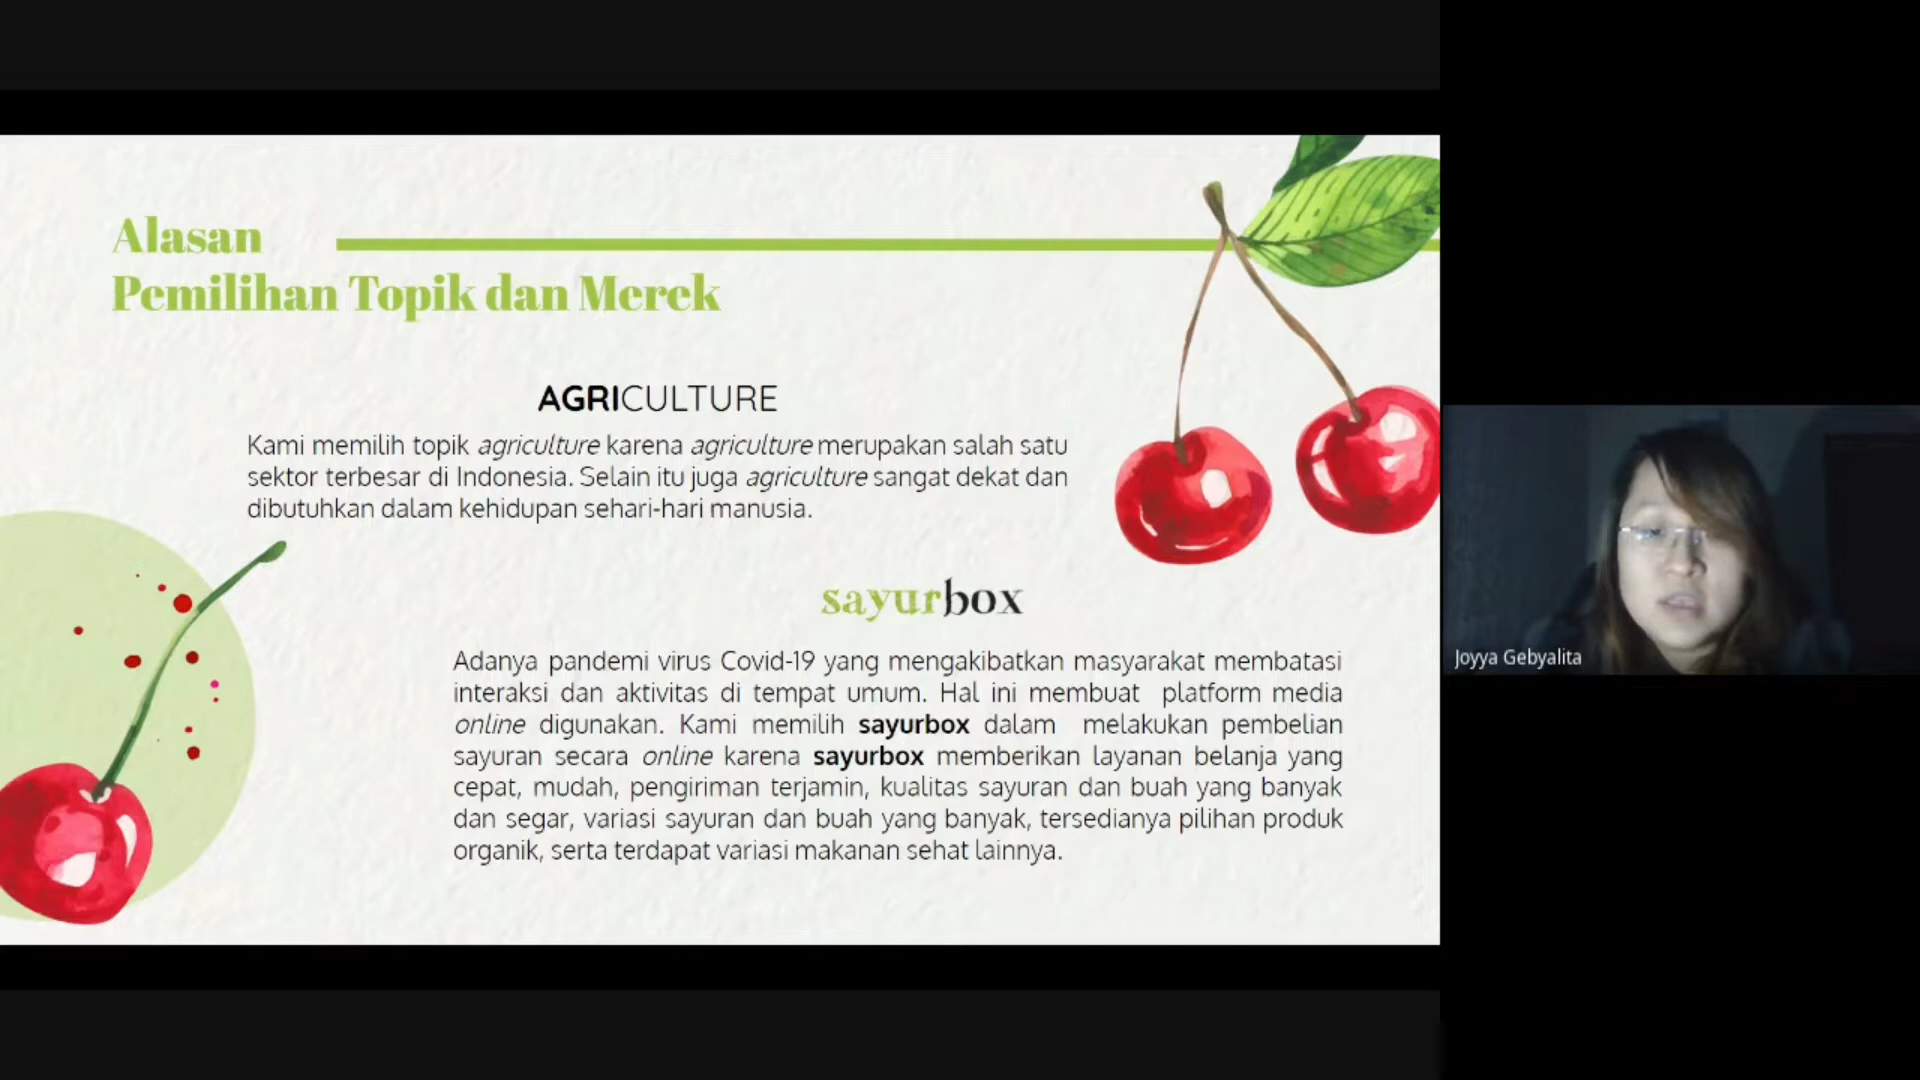 Alasan
Pemilihan Topik dan Merek
AGRICULTURE
Kami memilih topik agriculture karena agriculture merupakan salah satu
sektor terbesar di Indonesia. Selain itu juga agriculture sangat dekat dan
dibutuhkan dalam kehidupan sehari-hari manusia.
sayurbox
Adanya pandemi virus Covid-19 yang mengakibatkan masyarakat membatasi
interaksi dan aktivitas di tempat umum. Hal ini membuat platform media
online digunakan. Kami memilih sayurbox dalam melakukan pembelian
sayuran secara online karena sayurbox memberikan layanan belanja yang
cepat, mudah, pengiriman terjamin, kualitas sayuran dan buah yang banyak
dan segar, variasi sayuran dan buah yang banyak, tersedianya pilihan produk
organik, serta terdapat variasi makanan sehat lainnya.
Joyya Gebyalita